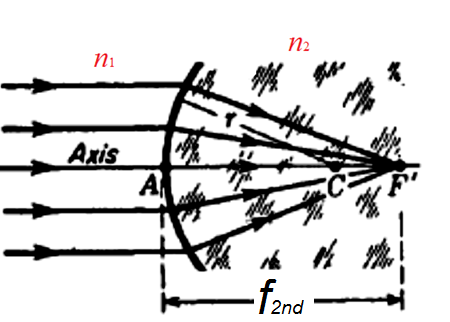 n₁
n₂
r
Axis
A
C
F'
f₂nd